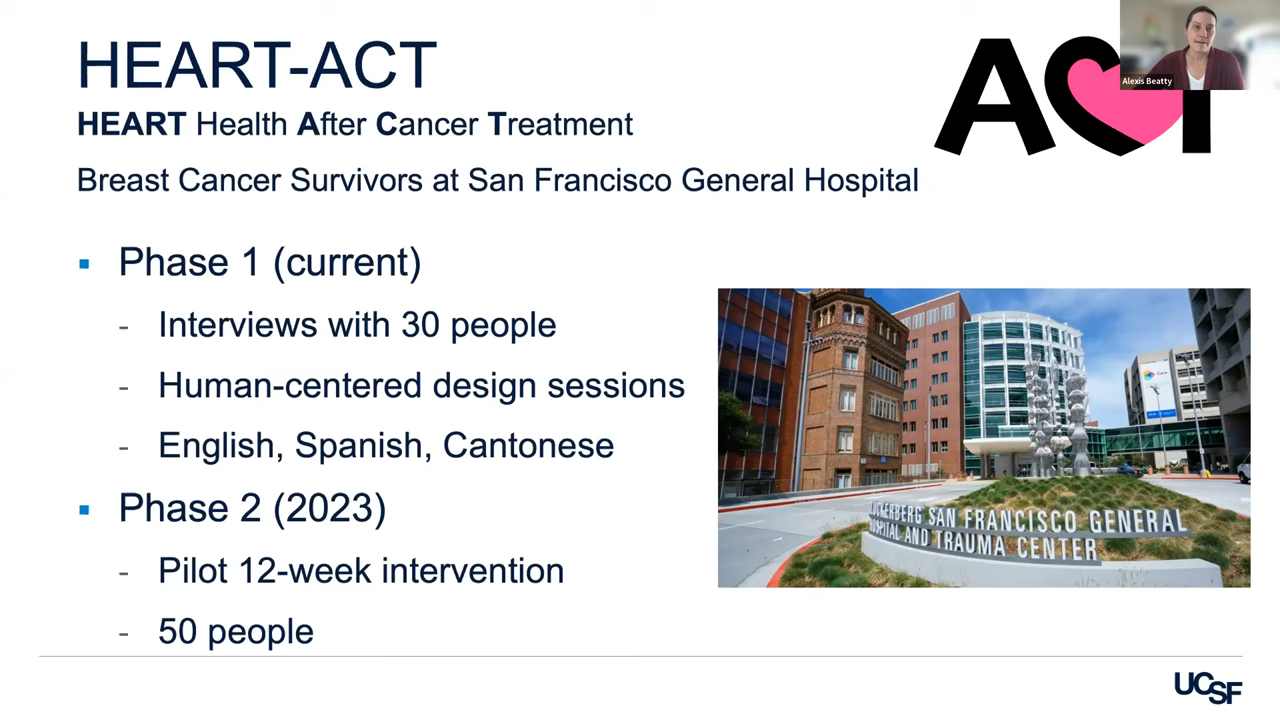 HEART-ACT
HEART Health After Cancer Treatment
Breast Cancer Survivors at San Francisco General Hospital
ACT
Alexis Beatty
▪ Phase 1 (current)
- Interviews with 30 people
- Human-centered design sessions
- English, Spanish, Cantonese
▪ Phase 2 (2023)
- Pilot 12-week intervention
- 50 people
SAN FRANCISCO GENERAL
HOSPITAL AND TRAUMA CENTER
UCSF